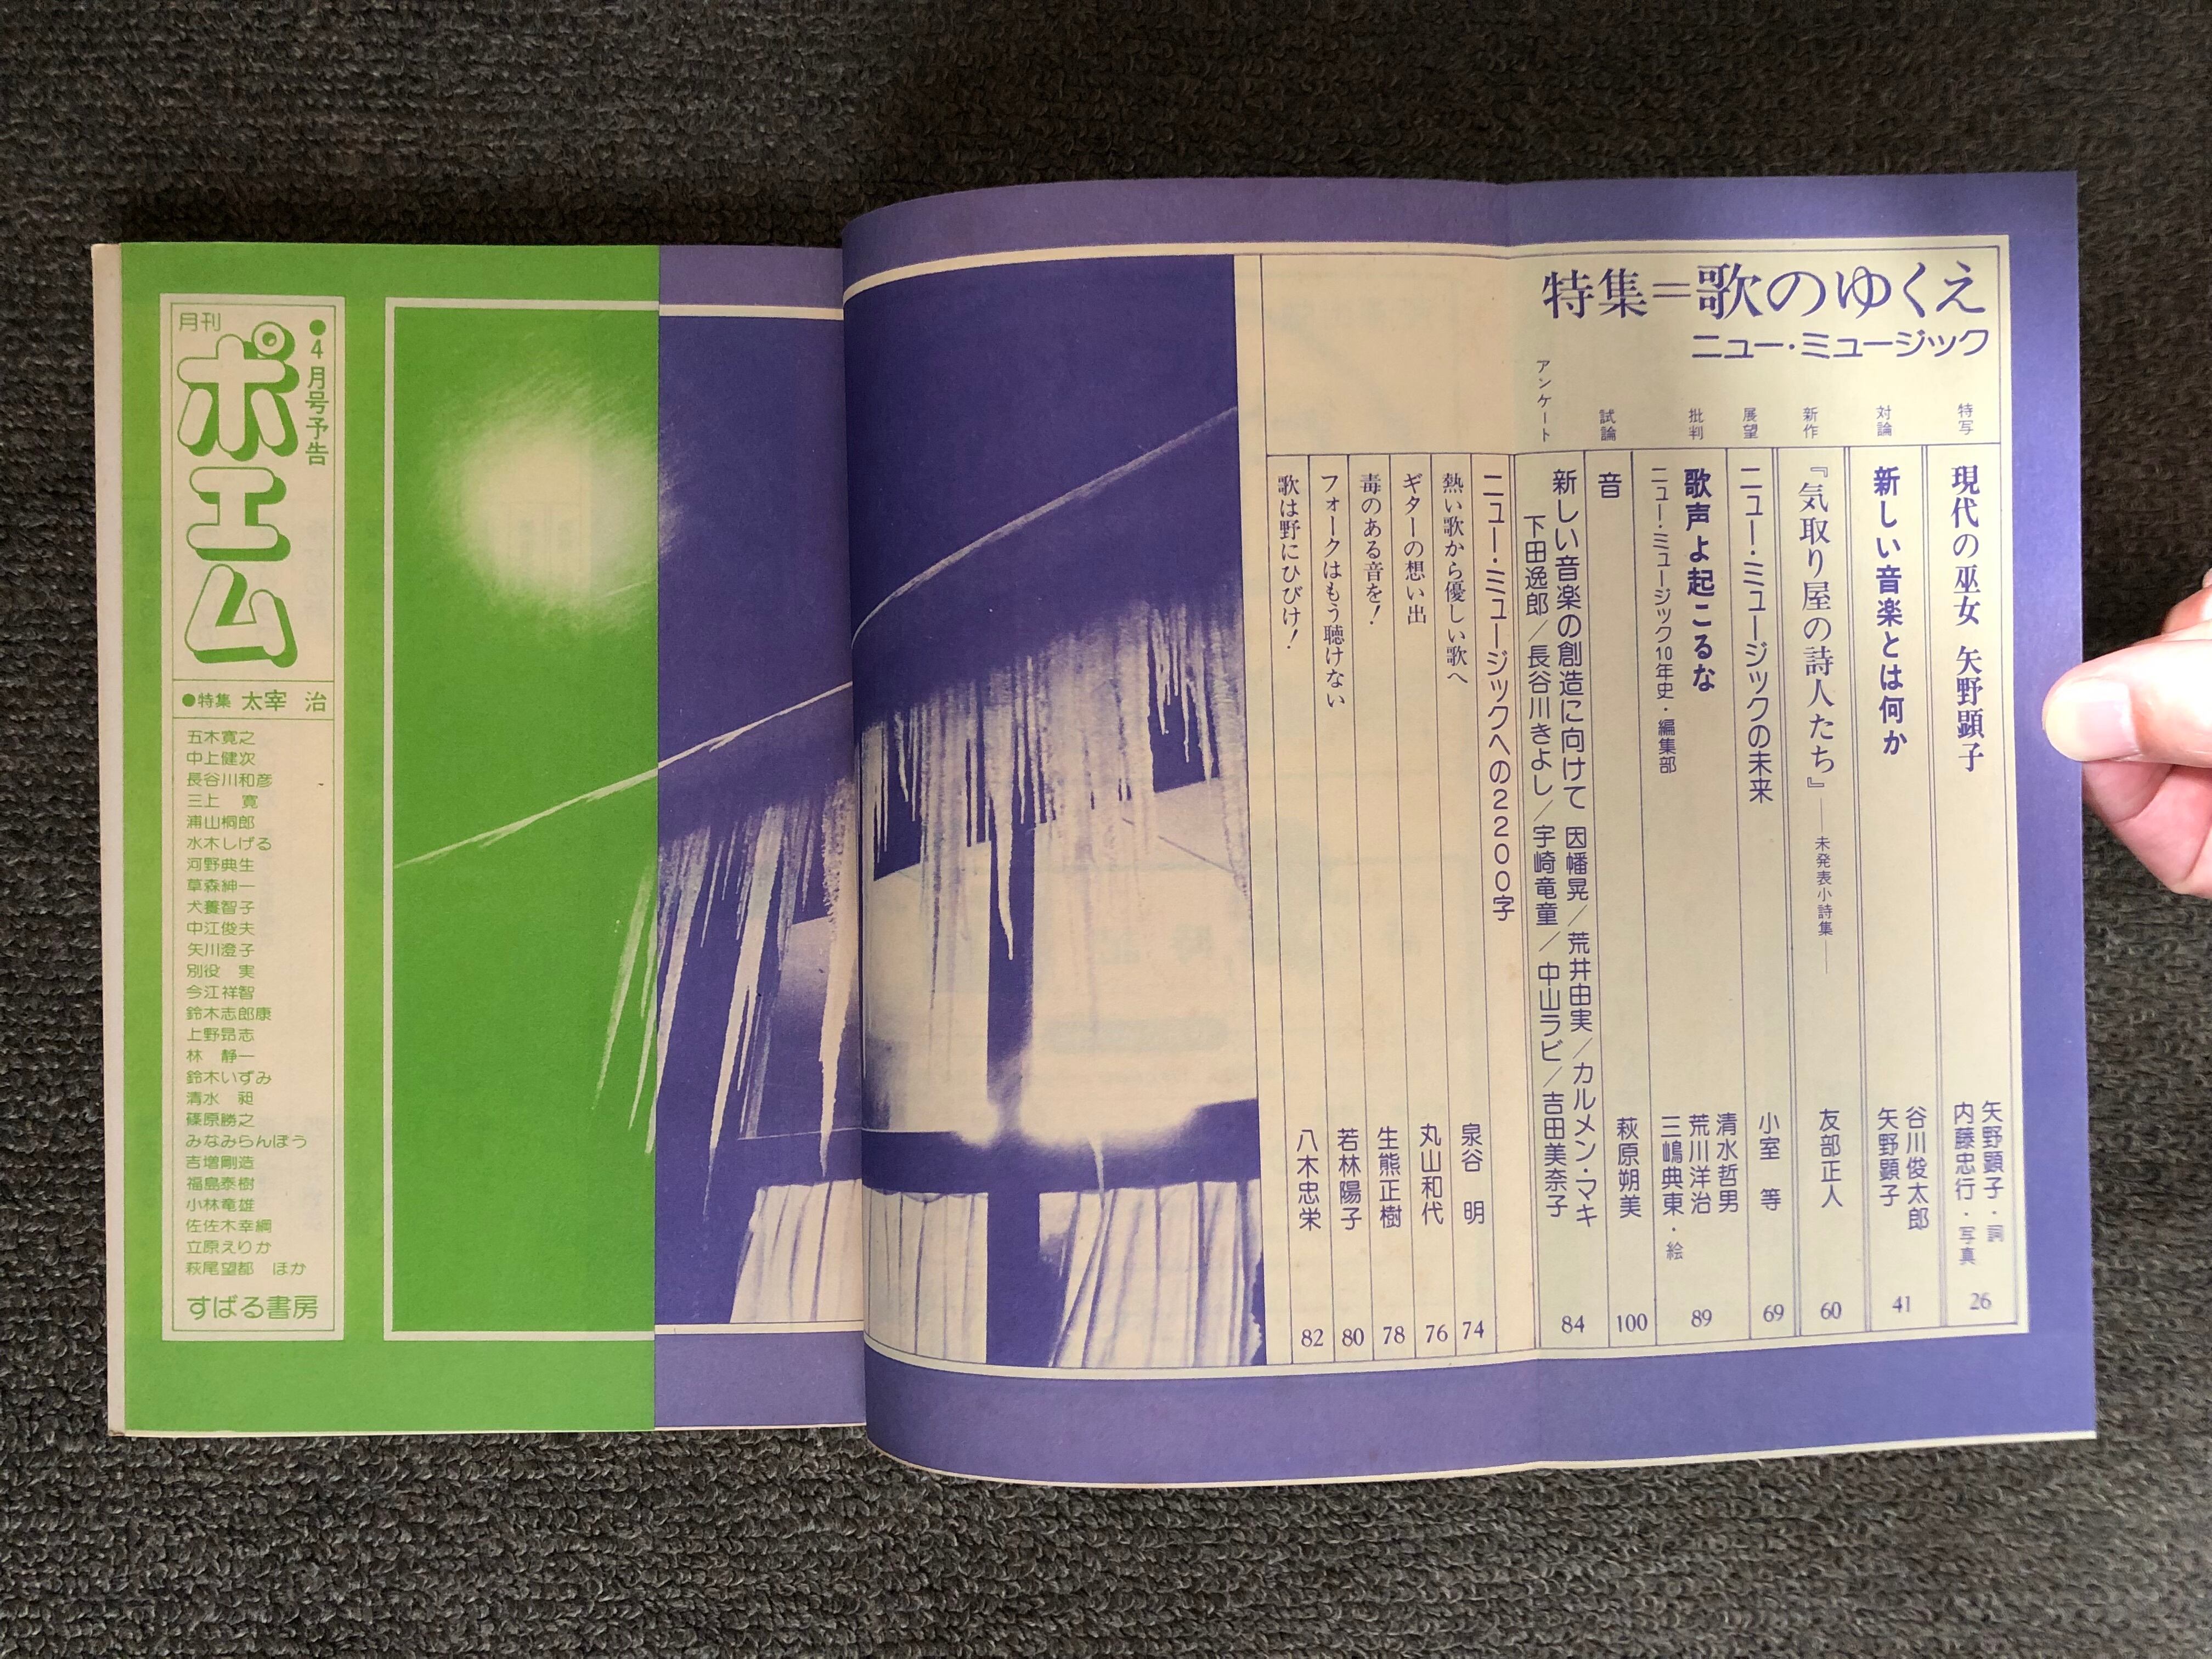 特集=歌のゆくえ
ニュー・ミュージック
特写
現代の巫女 矢野顕子
矢野顕子・詞
内藤忠行・写真
26
対論
新しい音楽とは何か
谷川俊太郎
矢野顕子
41
新作
『気取り屋の詩人たち』――未発表小詩集――
友部正人
60
展望
ニュー・ミュージックの未来
小室 等
69
批判
歌声よ起こるな
ニュー・ミュージック10年史・編集部
清水哲男
荒川洋治
三嶋典東・絵
89
試論
音
萩原朔美
100
アンケート
新しい音楽の創造に向けて 因幡晃/荒井由実/カルメン・マキ
下田逸郎/長谷川きよし/宇崎竜童/中山ラビ/吉田美奈子
84
ニュー・ミュージックへの2200字
熱い歌から優しい歌へ
泉谷 明
74
ギターの想い出
丸山和代
76
毒のある音を!
生熊正樹
78
フォークはもう聴けない
若林陽子
80
歌は野にひびけ!
八木忠栄
82
●4月号予告
月刊
ポエム
●特集 太宰 治
五木寛之
中上健次
長谷川和彦
三上 寛
浦山桐郎
水木しげる
河野典生
草森紳一
犬養智子
中江俊夫
矢川澄子
別役 実
今江祥智
鈴木志郎康
上野昂志
林 静一
鈴木いずみ
清水 昶
篠原勝之
みなみらんぼう
吉増剛造
福島泰樹
小林竜雄
佐佐木幸綱
立原えりか
萩尾望都 ほか
すばる書房